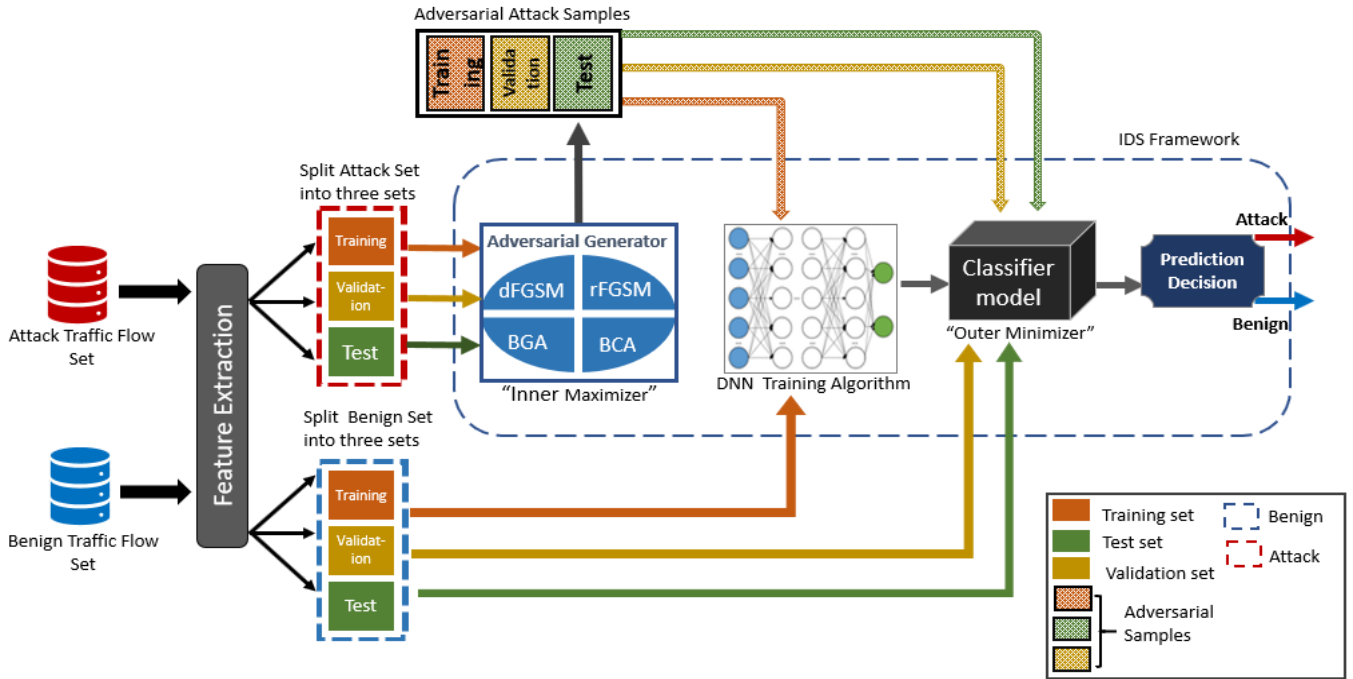 Adversarial Attack Samples
Train
ing
Valida
tion
Test
IDS Framework
Split Attack Set
into three sets
Training
Validat-
ion
Test
Adversarial Generator
dFGSM
rFGSM
BGA
BCA
“Inner Maximizer”
Attack Traffic Flow
Set
Feature Extraction
DNN Training Algorithm
Classifier
model
“Outer Minimizer”
Prediction
Decision
Attack
Benign
Split Benign Set
into three sets
Training
Validat-
ion
Test
Benign Traffic Flow
Set
Training set
Test set
Validation set
Adversarial
Samples
Benign
Attack